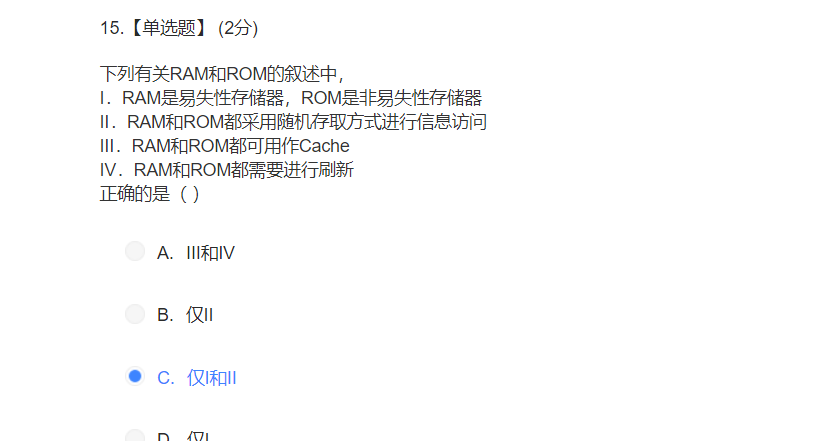 15.【单选题】 (2分)
下列有关RAM和ROM的叙述中，
I．RAM是易失性存储器，ROM是非易失性存储器
II．RAM和ROM都采用随机存取方式进行信息访问
III．RAM和ROM都可用作Cache
IV．RAM和ROM都需要进行刷新
正确的是（ ）
A. III和IV
B. 仅II
C. 仅I和II
D. 仅I